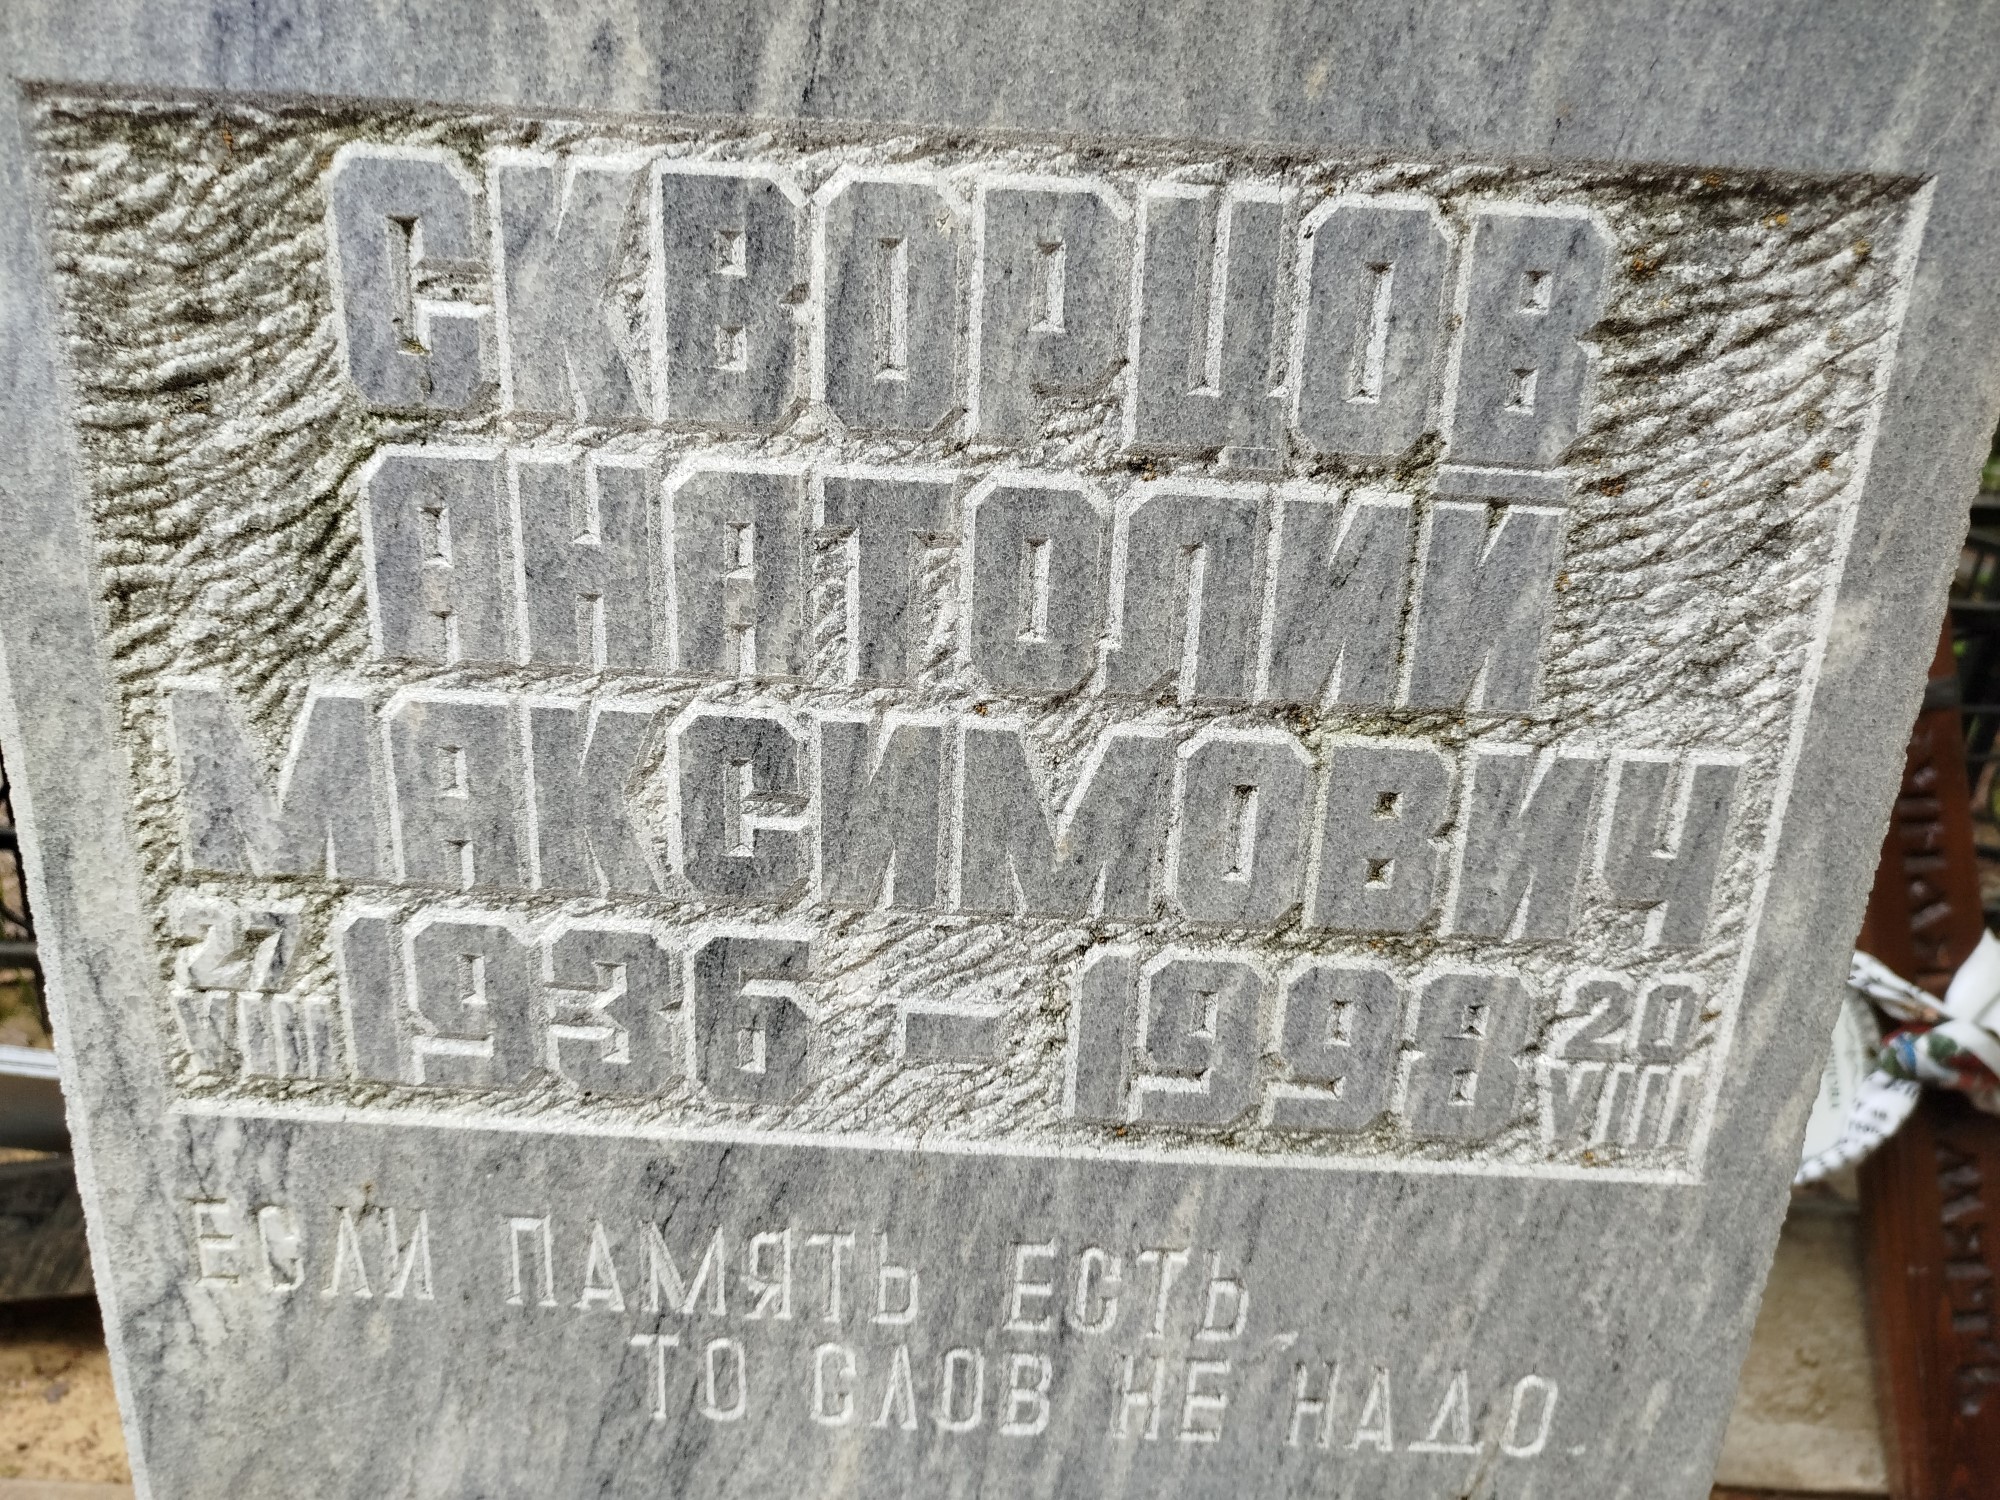 СКВОРЦОВ
АНАТОЛИЙ
МАКСИМОВИЧ
27 VIII 1936 - 1998 20 VIII
ЕСЛИ ПАМЯТЬ ЕСТЬ,
ТО СЛОВ НЕ НАДО.